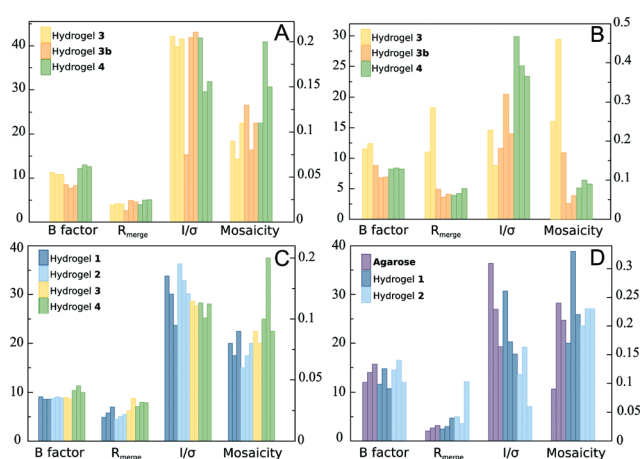 A
Hydrogel 3
Hydrogel 3b
Hydrogel 4
40
30
20
10
0
0.2
0.15
0.1
0.05
0
B factor
Rmerge
I/σ
Mosaicity
B
Hydrogel 3
Hydrogel 3b
Hydrogel 4
30
25
20
15
10
5
0
0.5
0.4
0.3
0.2
0.1
0
B factor
Rmerge
I/σ
Mosaicity
C
Hydrogel 1
Hydrogel 2
Hydrogel 3
Hydrogel 4
40
30
20
10
0
0.2
0.1
0.05
0
B factor
Rmerge
I/σ
Mosaicity
D
Agarose
Hydrogel 1
Hydrogel 2
40
30
20
10
0
0.3
0.25
0.2
0.15
0.1
0.05
0
B factor
Rmerge
I/σ
Mosaicity